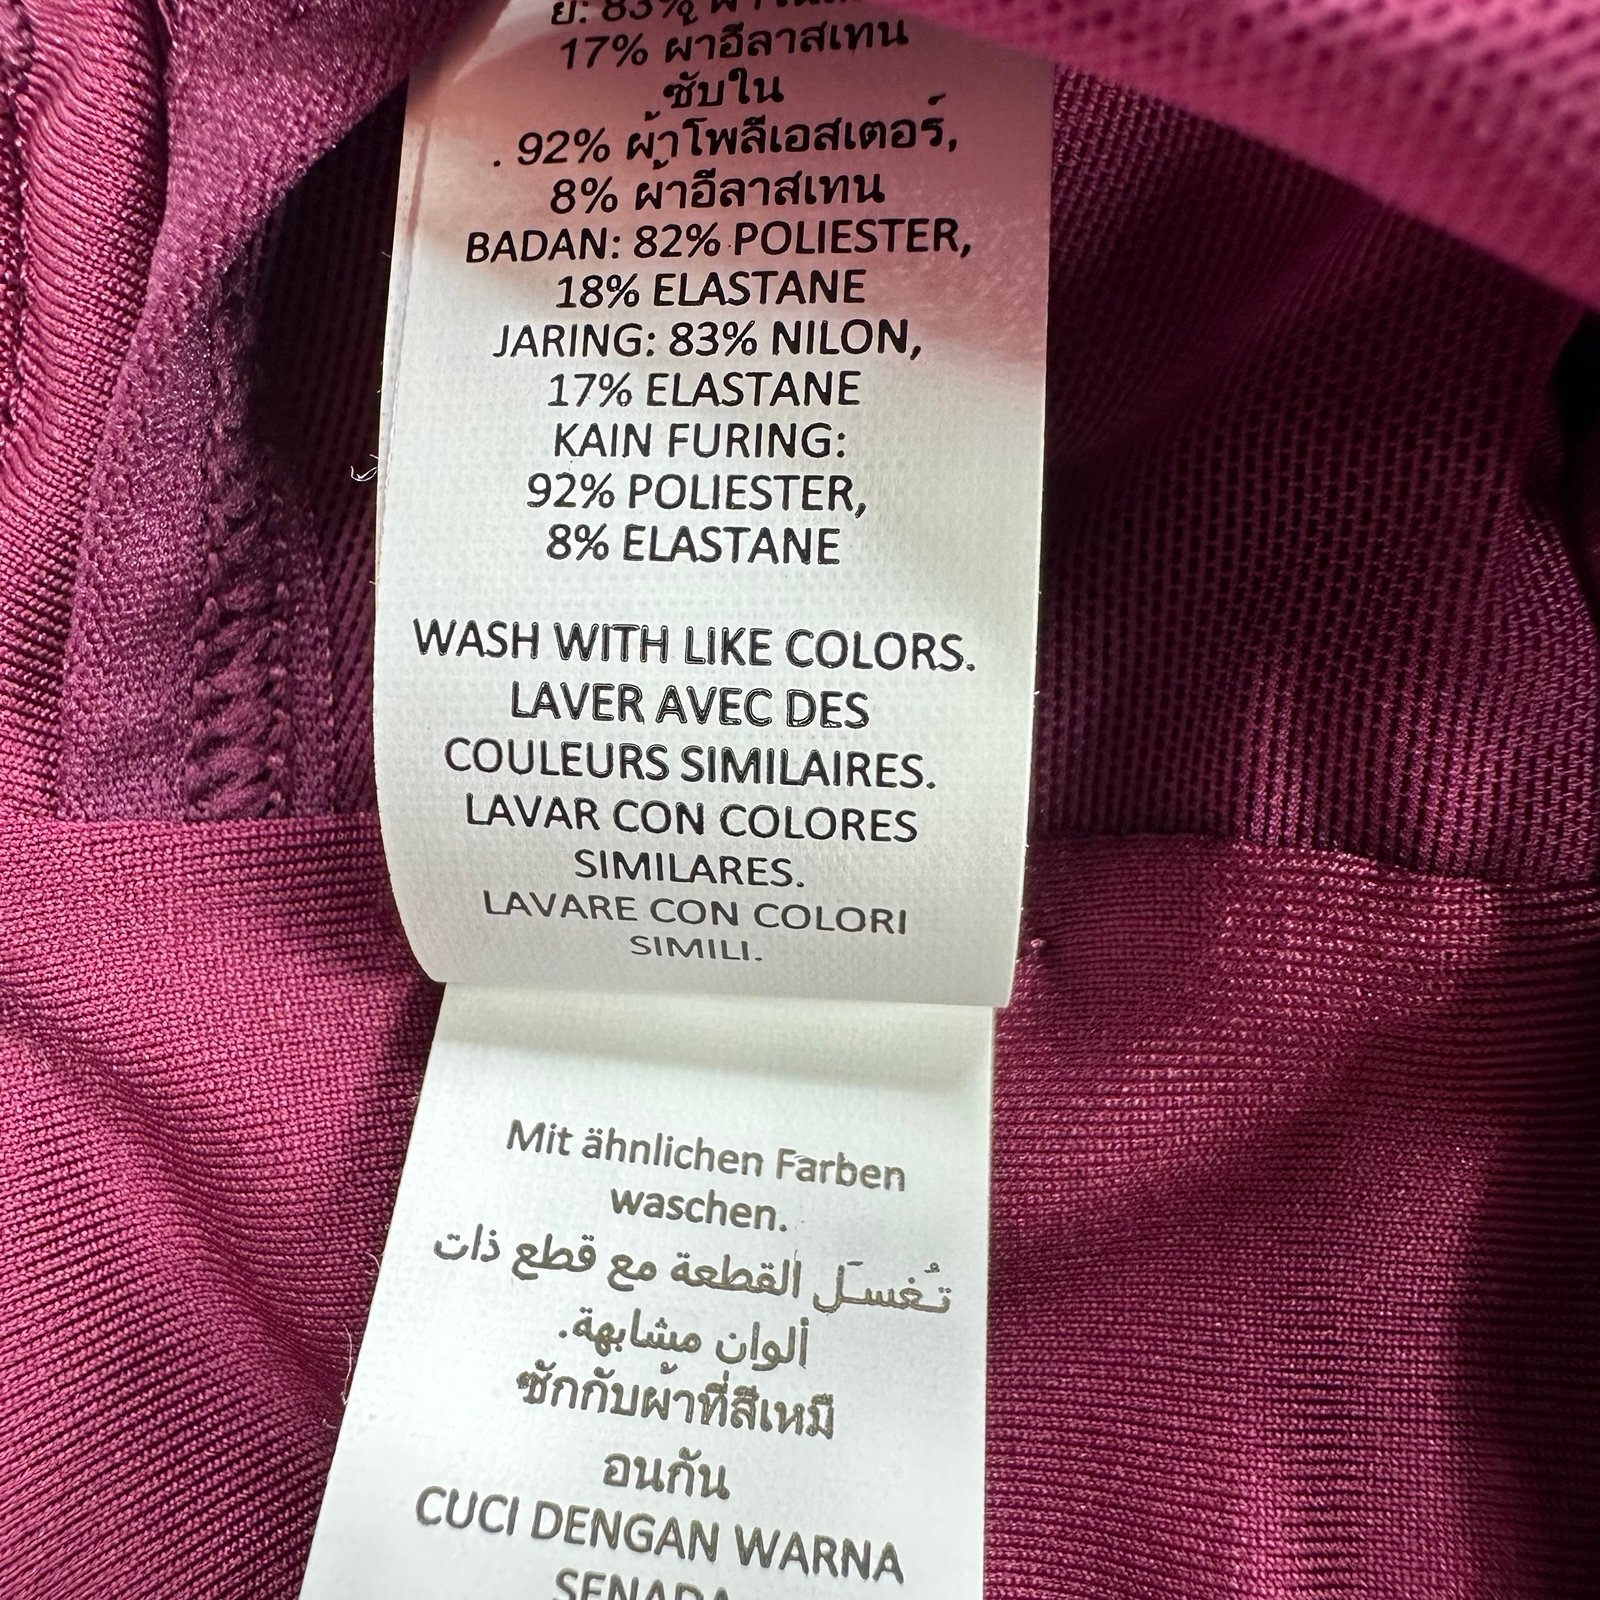 ย: 83%
17% ผ้าอีลาสเทน
ซับใน
. 92% ผ้าโพลีเอสเตอร์,
8% ผ้าอีลาสเทน
BADAN: 82% POLIESTER,
18% ELASTANE
JARING: 83% NILON,
17% ELASTANE
KAIN FURING:
92% POLIESTER,
8% ELASTANE
WASH WITH LIKE COLORS.
LAVER AVEC DES
COULEURS SIMILAIRES.
LAVAR CON COLORES
SIMILARES.
LAVARE CON COLORI
SIMILI.
Mit ähnlichen Farben
waschen.
تُغسَل القطعة مع قطع ذات
ألوان مشابهة.
ซักกับผ้าที่สีเหมื
อนกัน
CUCI DENGAN WARNA
SENADA